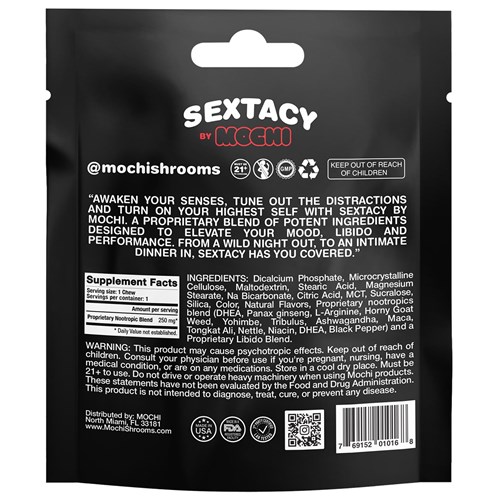 SEXTACY
BY MOCHI
@mochishrooms
21+
GMP
KEEP OUT OF REACH
OF CHILDREN
“AWAKEN YOUR SENSES, TUNE OUT THE DISTRACTIONS
AND TURN ON YOUR HIGHEST SELF WITH SEXTACY BY
MOCHI. A PROPRIETARY BLEND OF POTENT INGREDIENTS
DESIGNED TO ELEVATE YOUR MOOD, LIBIDO AND
PERFORMANCE. FROM A WILD NIGHT OUT, TO AN INTIMATE
DINNER IN, SEXTACY HAS YOU COVERED.”
Supplement Facts
Serving size: 1 Chew
Servings per container: 1
Amount per serving
Proprietary Nootropic Blend 250 mg*
* Daily Value not established.
INGREDIENTS: Dicalcium Phosphate, Microcrystalline
Cellulose, Maltodextrin, Stearic Acid, Magnesium
Stearate, Na Bicarbonate, Citric Acid, MCT, Sucralose,
Silica, Color Natural Flavors, Proprietary nootropics
blend (DHEA, Panax ginseng, L-Arginine, Horny Goat
Weed, Yohimbe, Tribulus, Ashwagandha, Maca,
Tongkat Ali, Nettle, Niacin, DHEA, Black Pepper) and a
Proprietary Libido Blend.
WARNING: This product may cause psychotropic effects. Keep out of reach of
children. Consult your physician before use if you're pregnant, nursing, have a
medical condition, or are on any medications. Store in a cool dry place. Must be
21+ to use. Do not drive or operate heavy machinery when using Mochi products.
These statements have not been evaluated by the Food and Drug Administration.
This product is not intended to diagnose, treat, cure, or prevent any disease.
Distributed by: MOCHI
North Miami, FL 33181
www.MochiShrooms.com
MADE IN
USA
FDA
7 69152 01016 8